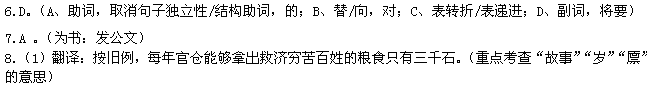 6.D。(A、助词，取消句子独立性/结构助词，的；B、替/向，对；C、表转折/表递进；D、副词，将要)
7.A 。(为书：发公文)
8.(1）翻译：按旧例，每年官仓能够拿出救济穷苦百姓的粮食只有三千石。(重点考查“故事”“岁”“廪”
的意思)